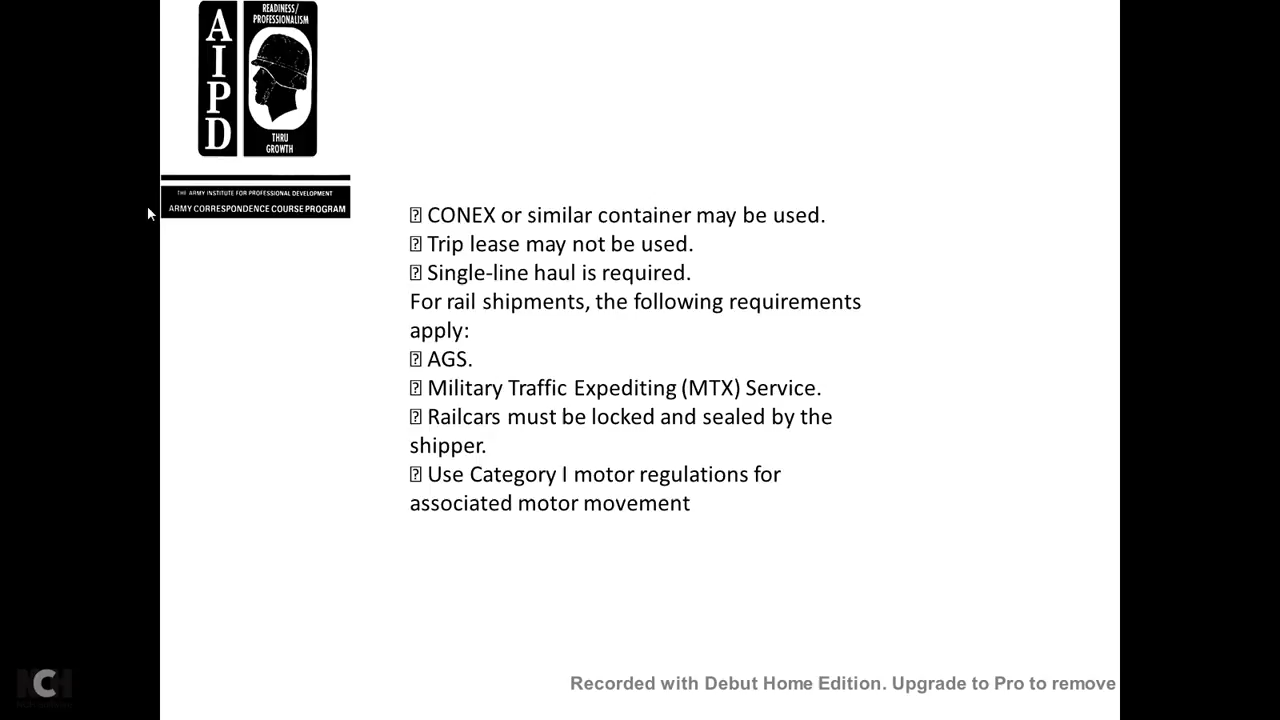 READINESS/
PROFESSIONALISM
AIPD
THRU
GROWTH
THE ARMY INSTITUTE FOR PROFESSIONAL DEVELOPMENT
ARMY CORRESPONDENCE COURSE PROGRAM
⍰ CONEX or similar container may be used.
⍰ Trip lease may not be used.
⍰ Single-line haul is required.
For rail shipments, the following requirements
apply:
⍰ AGS.
⍰ Military Traffic Expediting (MTX) Service.
⍰ Railcars must be locked and sealed by the
shipper.
⍰ Use Category I motor regulations for
associated motor movement
NCH
Recorded with Debut Home Edition. Upgrade to Pro to remove